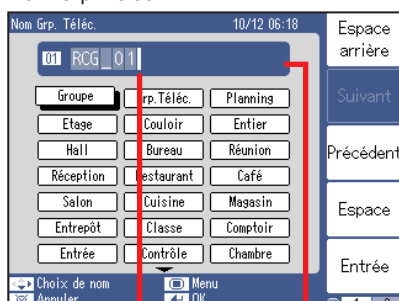 Nom Grp. Téléc. 10/12 06:18
01 RCG_01
Espace arrière
Suivant
Précédent
Espace
Entrée
Groupe Grp.Téléc. Planning
Etage Couloir Entier
Hall Bureau Réunion
Réception Restaurant Café
Salon Cuisine Magasin
Entrepôt Classe Comptoir
Entrée Contrôle Chambre
Choix de nom Menu
Annuler OK
1